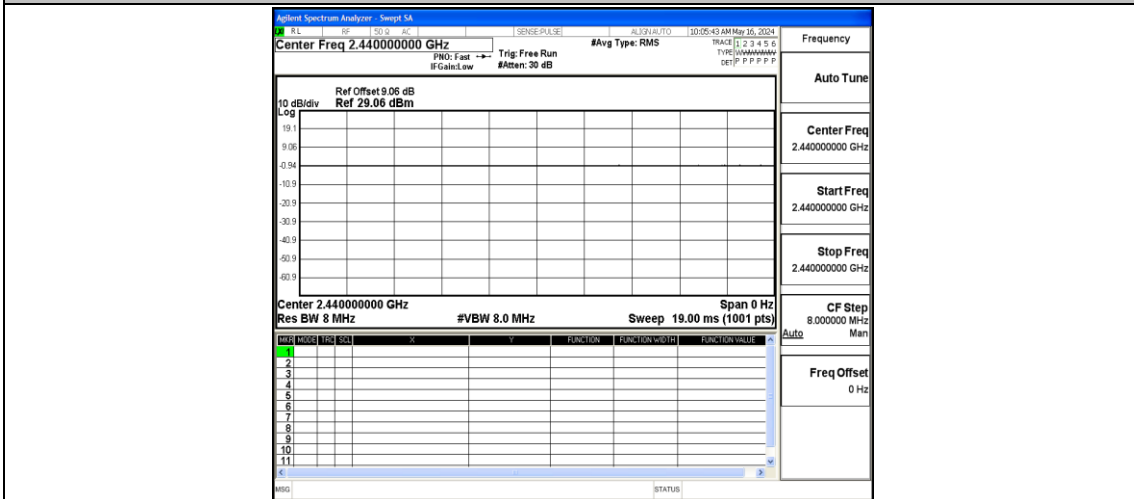 Agilent Spectrum Analyzer - Swept SA
RL RF 50 Ω AC SENSE:PULSE ALIGN AUTO 10:05:43 AM May 16, 2024
Center Freq 2.440000000 GHz
PNO: Fast
IFGain:Low
Trig: Free Run
#Atten: 30 dB
#Avg Type: RMS
TRACE 1 2 3 4 5 6
TYPE WWWWWW
DET P P P P P P
Ref Offset 9.06 dB
10 dB/div Ref 29.06 dBm
Log
19.1
9.06
-0.94
-10.9
-20.9
-30.9
-40.9
-50.9
-60.9
Center 2.440000000 GHz Span 0 Hz
Res BW 8 MHz #VBW 8.0 MHz Sweep 19.00 ms (1001 pts)
MKR MODE TRC SCL X Y FUNCTION FUNCTION WIDTH FUNCTION VALUE
1
2
3
4
5
6
7
8
9
10
11
MSG STATUS
Frequency
Auto Tune
Center Freq
2.440000000 GHz
Start Freq
2.440000000 GHz
Stop Freq
2.440000000 GHz
CF Step
8.000000 MHz
Auto Man
Freq Offset
0 Hz